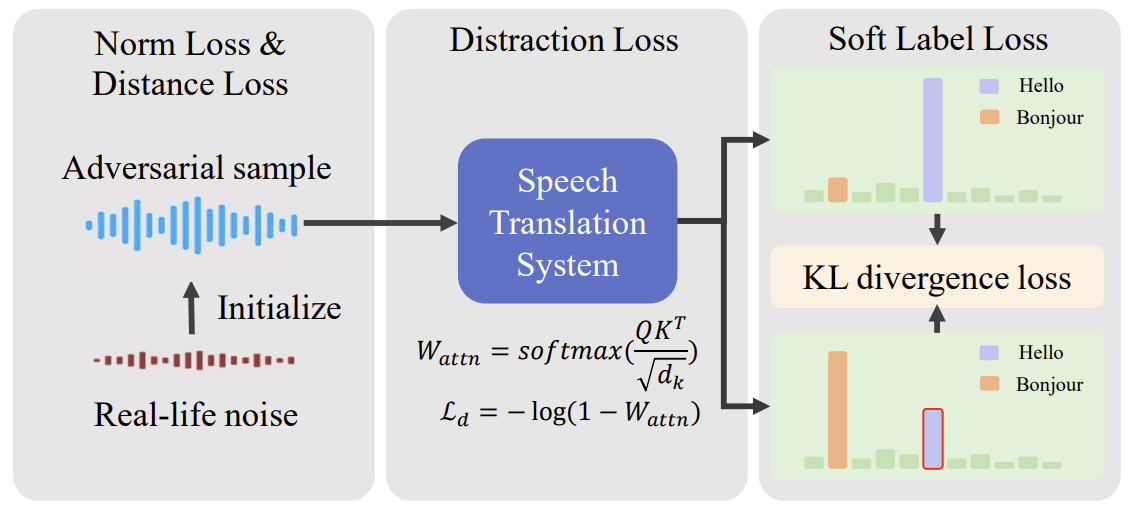 Norm Loss &
Distance Loss
Adversarial sample
Initialize
Real-life noise
Distraction Loss
Speech
Translation
System
W_{attn} = softmax(\frac{QK^T}{\sqrt{d_k}})
\mathcal{L}_d = -\log(1 - W_{attn})
Soft Label Loss
Hello
Bonjour
KL divergence loss
Hello
Bonjour